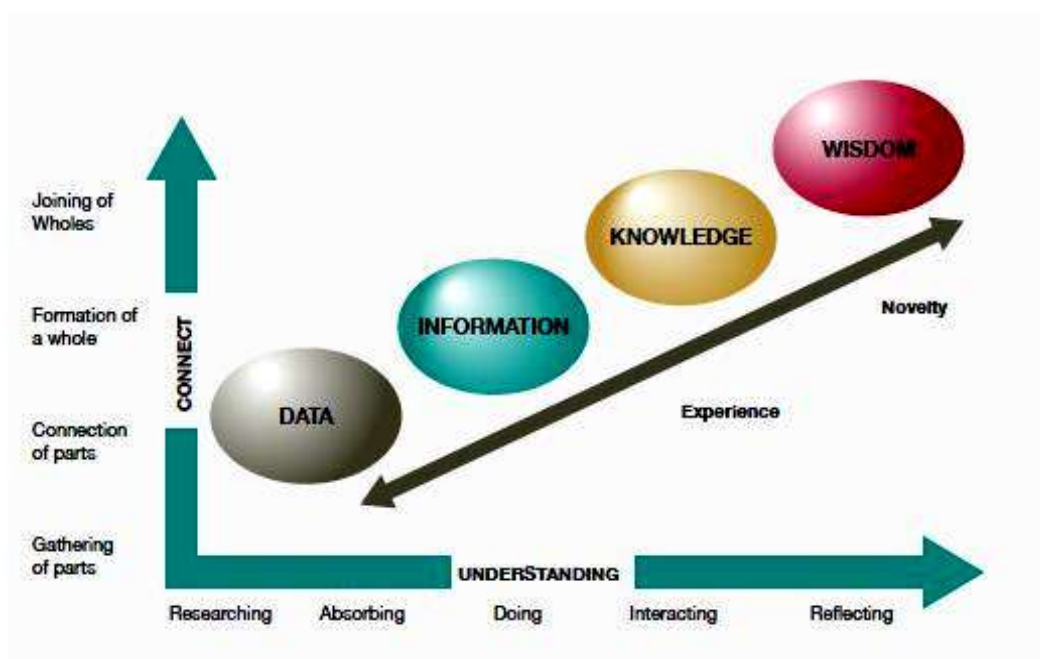 WISDOM
Joining of
Wholes
KNOWLEDGE
Novelty
Formation of
a whole
INFORMATION
CONNECT
Experience
DATA
Connection
of parts
Gathering
of parts
UNDERSTANDING
Researching
Absorbing
Doing
Interacting
Reflecting